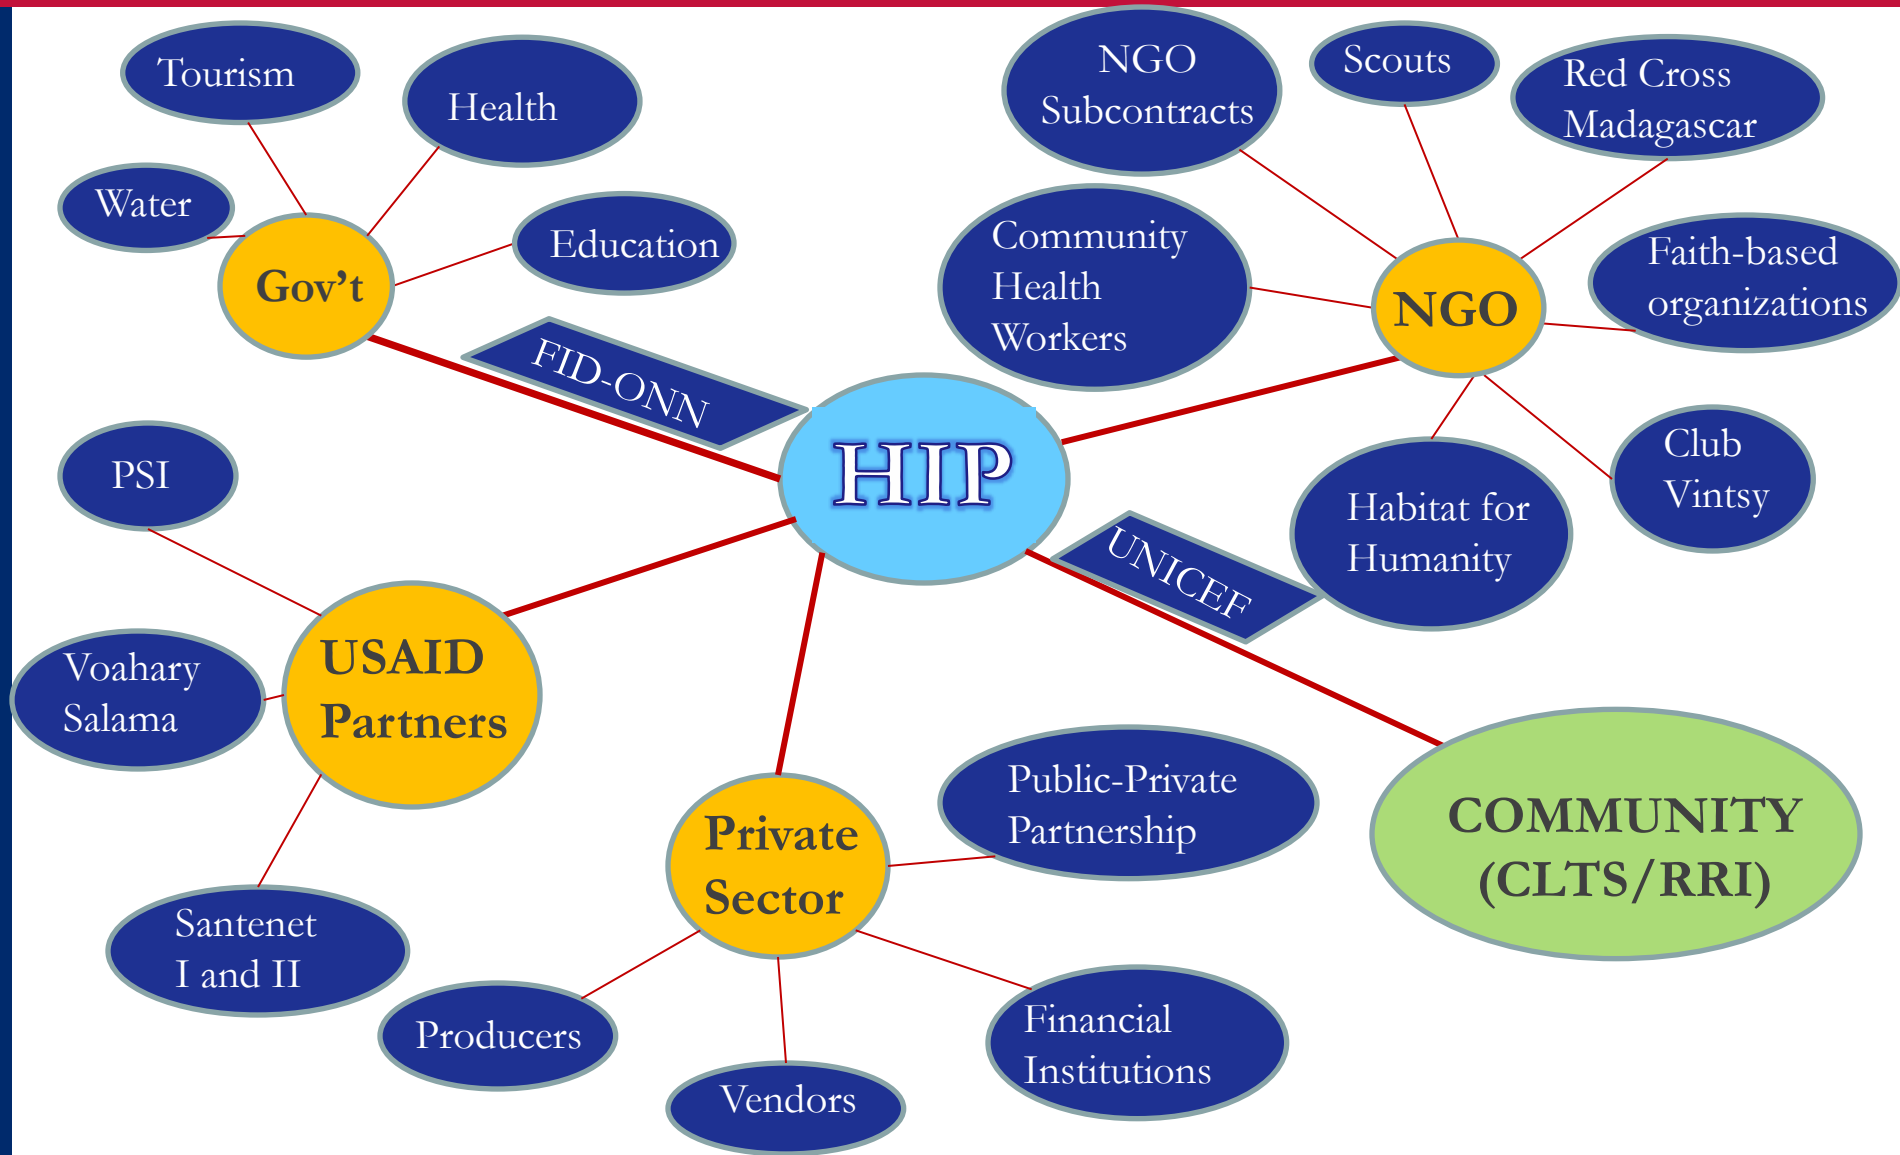 Tourism
Health
Water
Education
Gov't
FID-ONN
NGO
Subcontracts
Scouts
Red Cross
Madagascar
Community
Health
Workers
NGO
Faith-based
organizations
Club
Vintsy
Habitat for
Humanity
HIP
UNICEF
PSI
Voahary
Salama
USAID
Partners
Santenet
I and II
Private
Sector
Public-Private
Partnership
Producers
Vendors
Financial
Institutions
COMMUNITY
(CLTS/RRI)